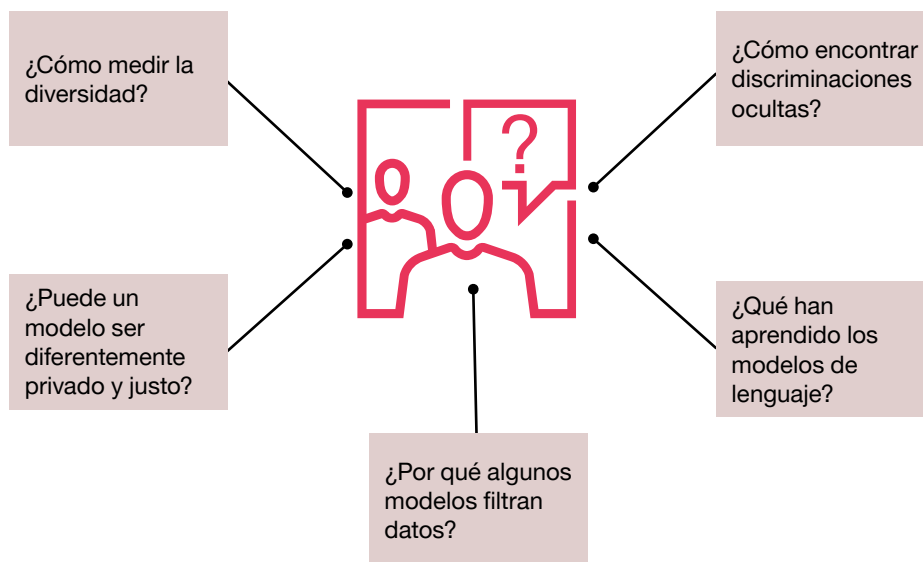 ¿Cómo medir la
diversidad?
¿Cómo encontrar
discriminaciones
ocultas?
?
¿Puede un
modelo ser
diferentemente
privado y justo?
¿Qué han
aprendido los
modelos de
lenguaje?
¿Por qué algunos
modelos filtran
datos?